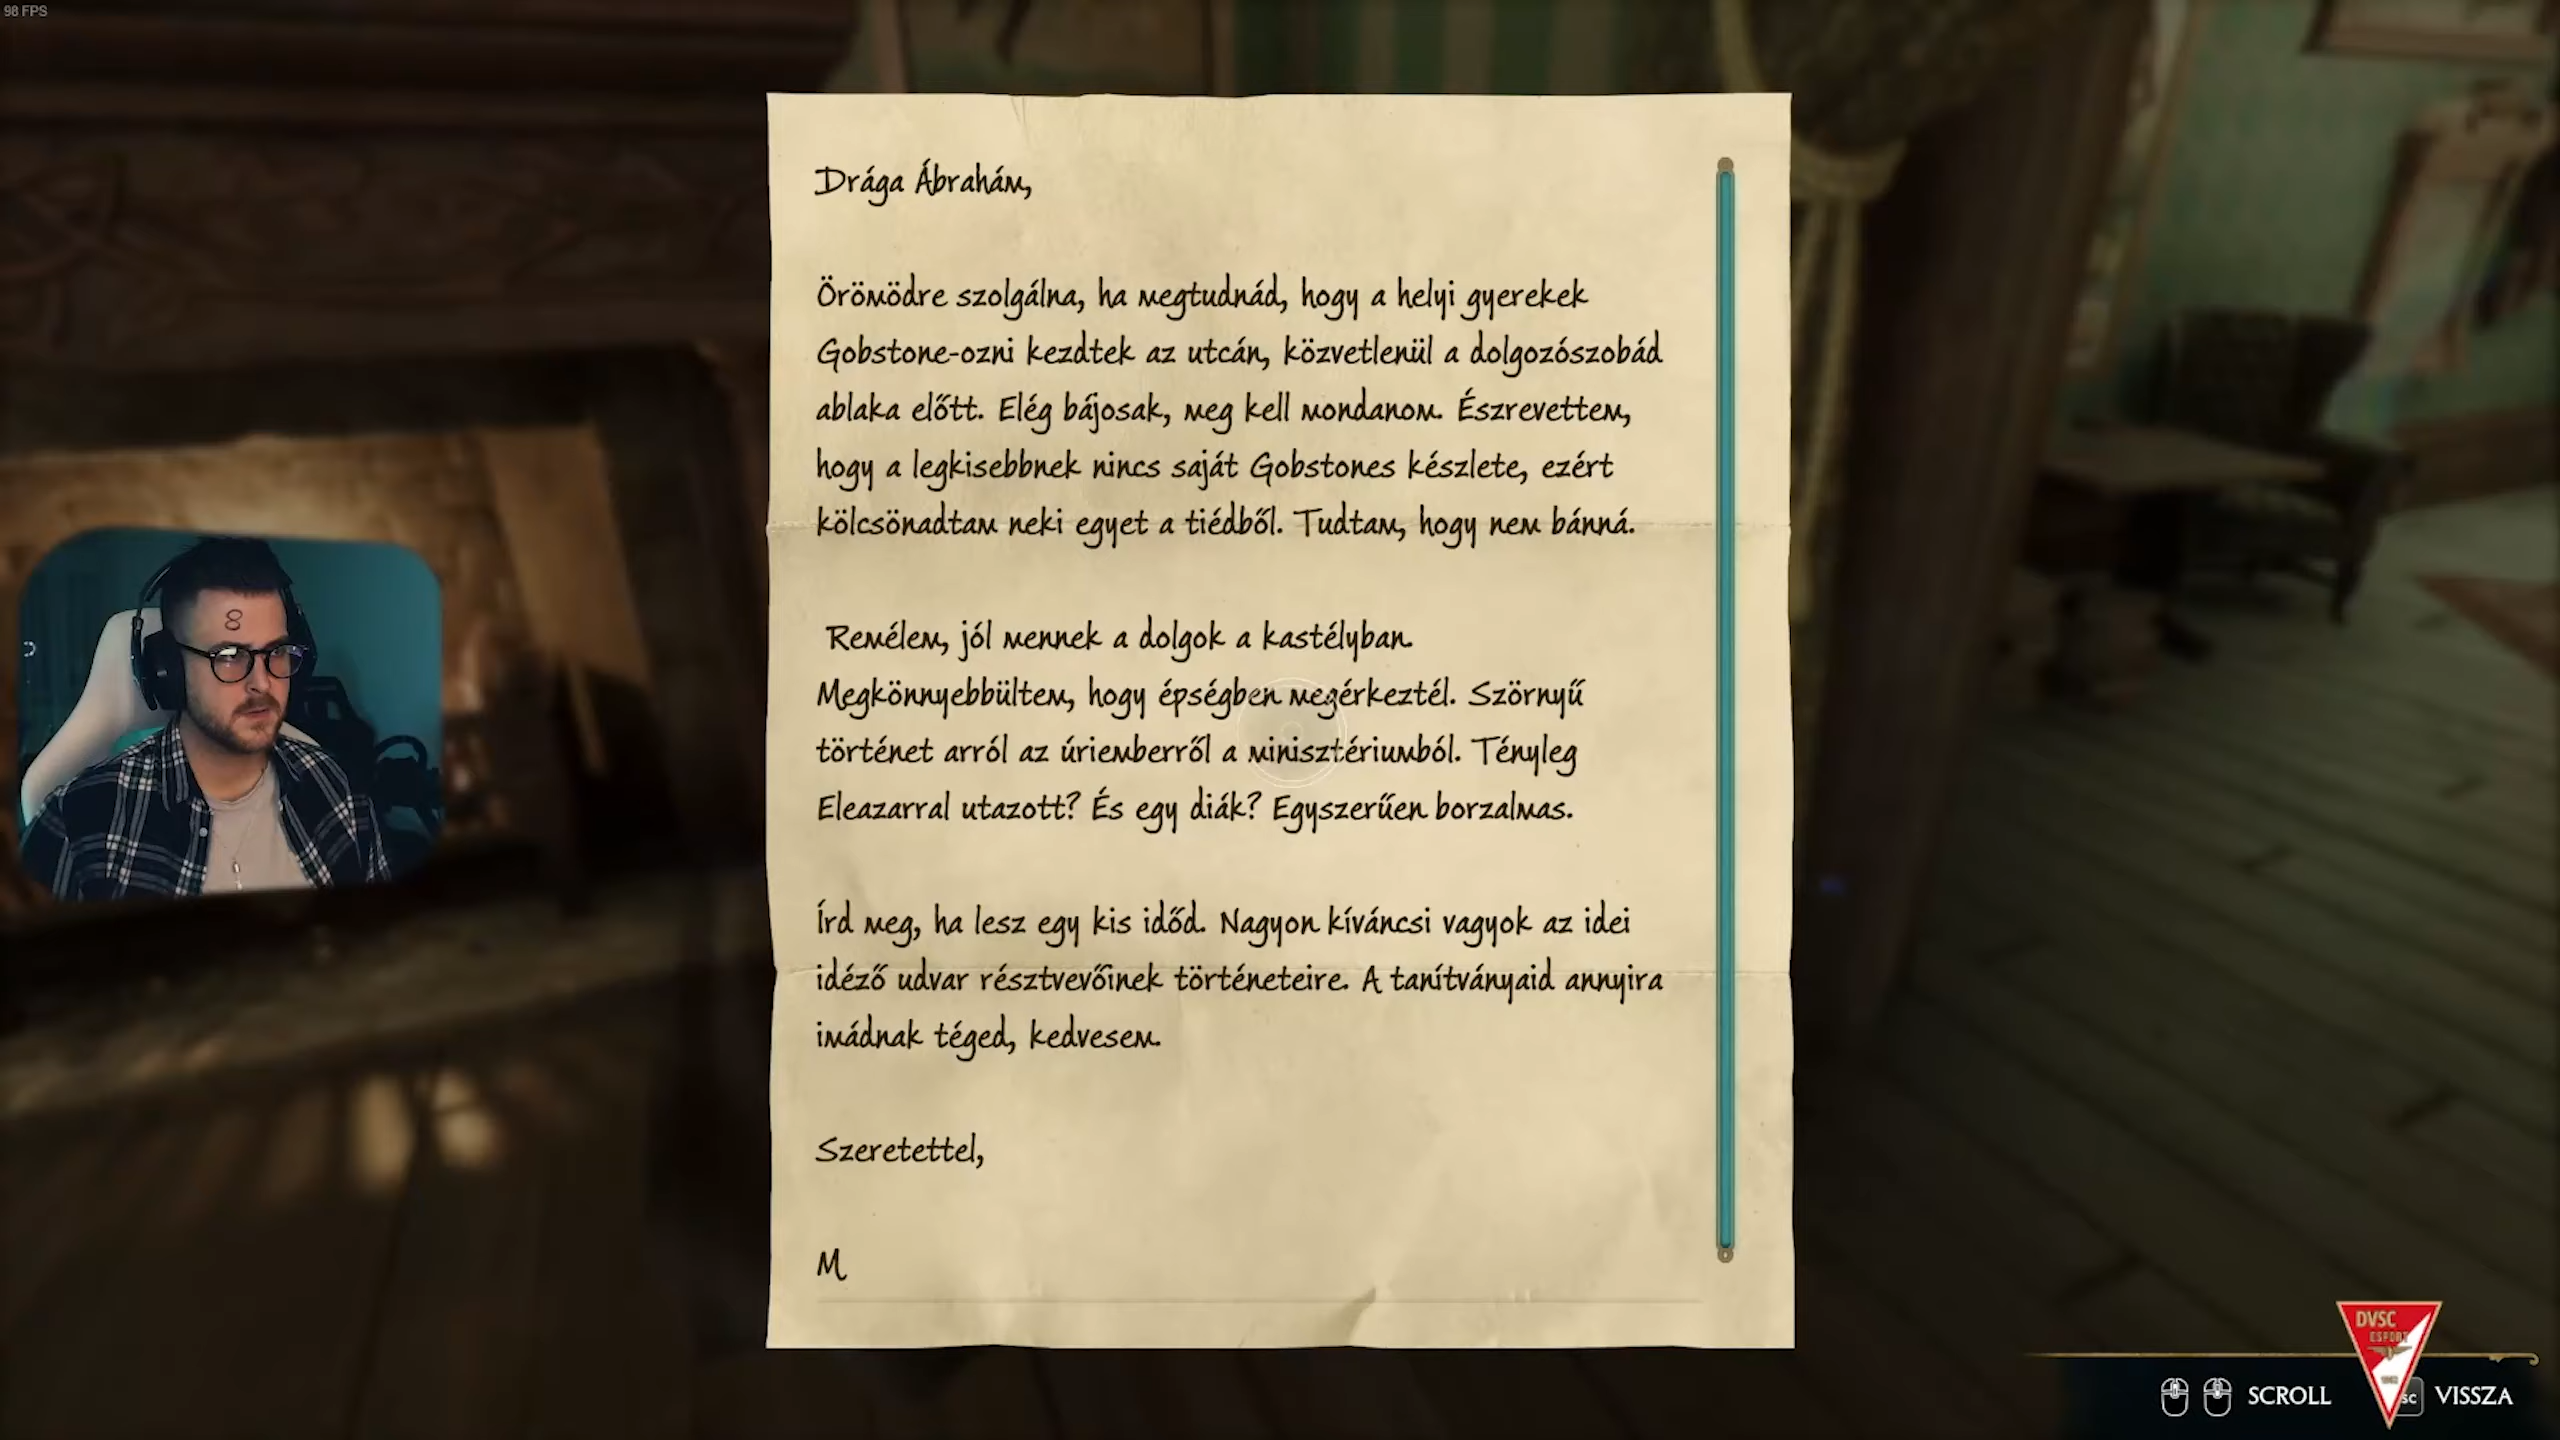 98 FPS
Drága Ábrahám,
Örömödre szolgálna, ha megtudnád, hogy a helyi gyerekek
Gobstone-ozni kezdtek az utcán, közvetlenül a dolgozószobád
ablaka előtt. Elég bájosak, meg kell mondanom. Észrevettem,
hogy a legkisebbnek nincs saját Gobstones készlete, ezért
kölcsönadtam neki egyet a tiédből. Tudtam, hogy nem bánná.
Remélem, jól mennek a dolgok a kastélyban.
Megkönnyebbültem, hogy épségben megérkeztél. Szörnyű
történet arról az úriemberről a minisztériumból. Tényleg
Eleazarral utazott? És egy diák? Egyszerűen borzalmas.
Írd meg, ha lesz egy kis időd. Nagyon kíváncsi vagyok az idei
idéző udvar résztvevőinek történeteire. A tanítványaid annyira
imádnak téged, kedvesem.
Szeretettel,
M
8
DVSC
ESPORT
SCROLL
SC VISSZA